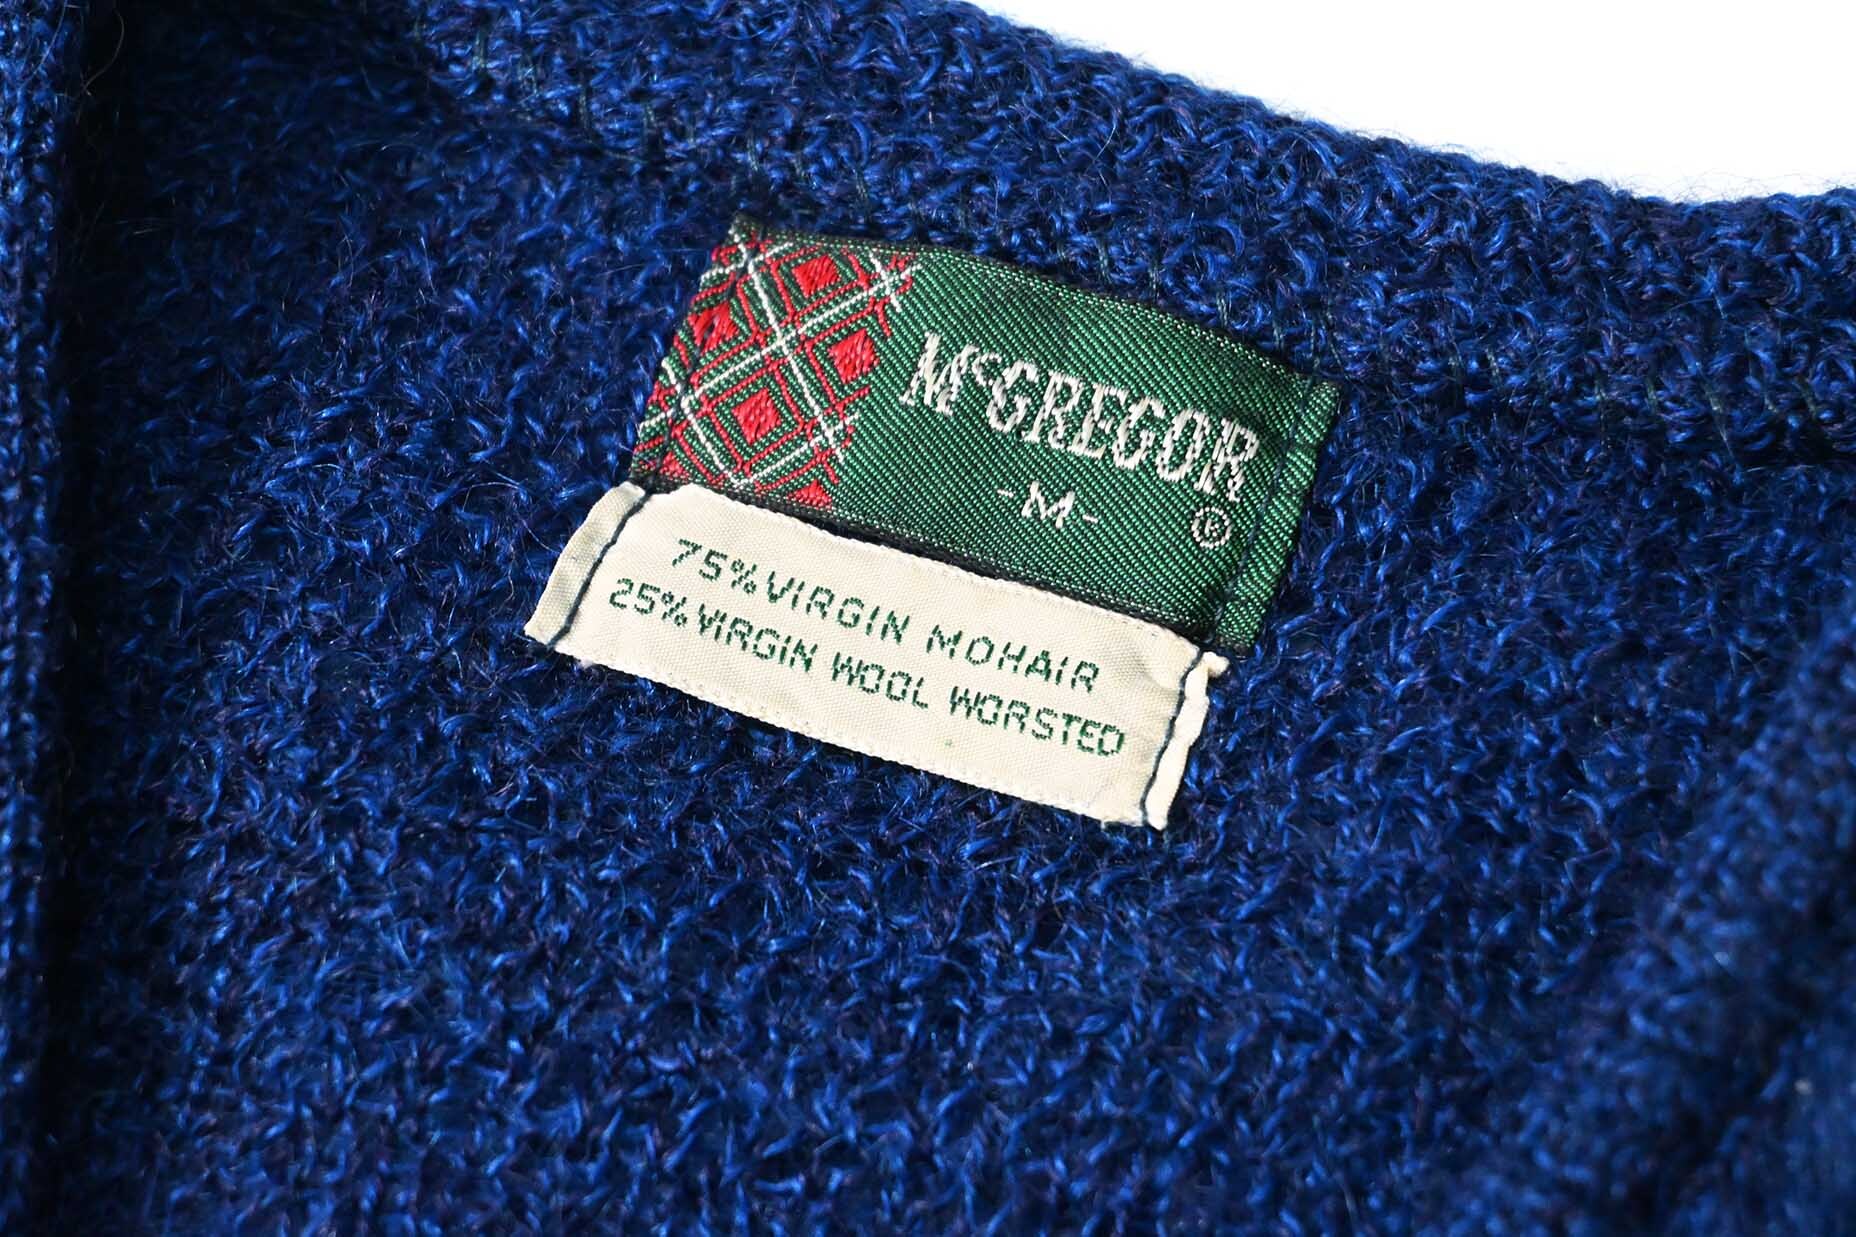 McGREGOR
-M-
®
75% VIRGIN MOHAIR
25% VIRGIN WOOL WORSTED